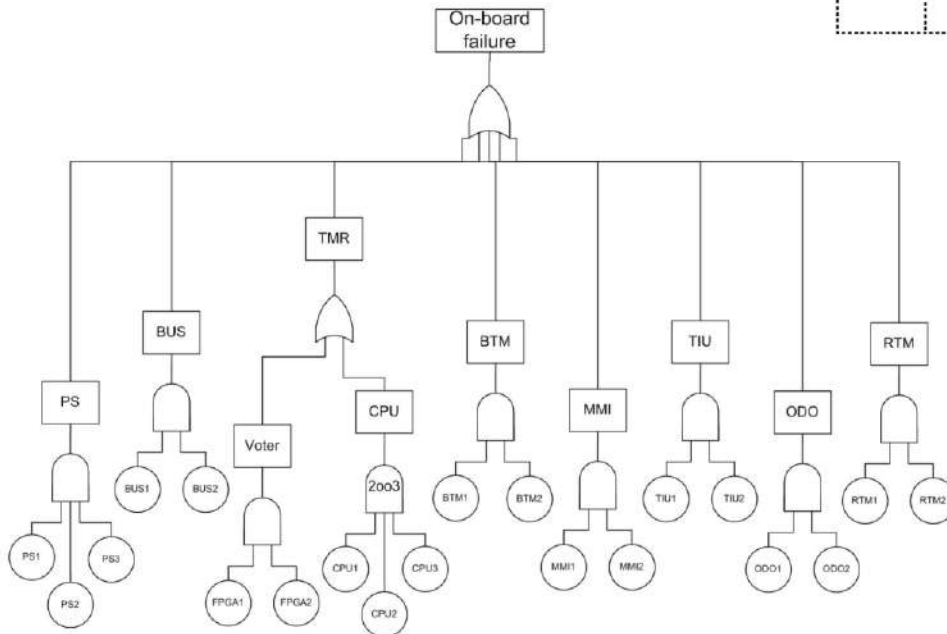 On-board
failure
TMR
BUS
BTM
TIU
RTM
PS
CPU
MMI
ODO
Voter
2oo3
BUS1
BUS2
BTM1
BTM2
TIU1
TIU2
RTM1
RTM2
PS1
PS3
CPU1
CPU3
MMI1
MMI2
ODO1
ODO2
PS2
FPGA1
FPGA2
CPU2